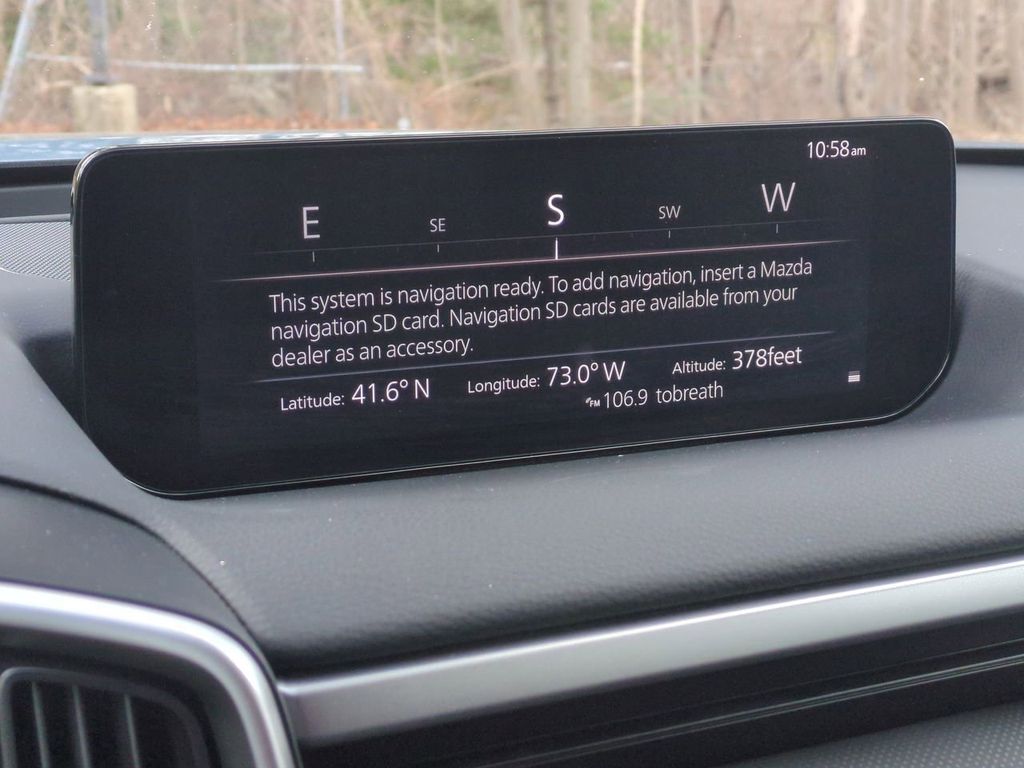 10:58am
E SE S SW W
This system is navigation ready. To add navigation, insert a Mazda
navigation SD card. Navigation SD cards are available from your
dealer as an accessory.
Latitude: 41.6° N Longitude: 73.0° W Altitude: 378feet
FM 106.9 tobreath